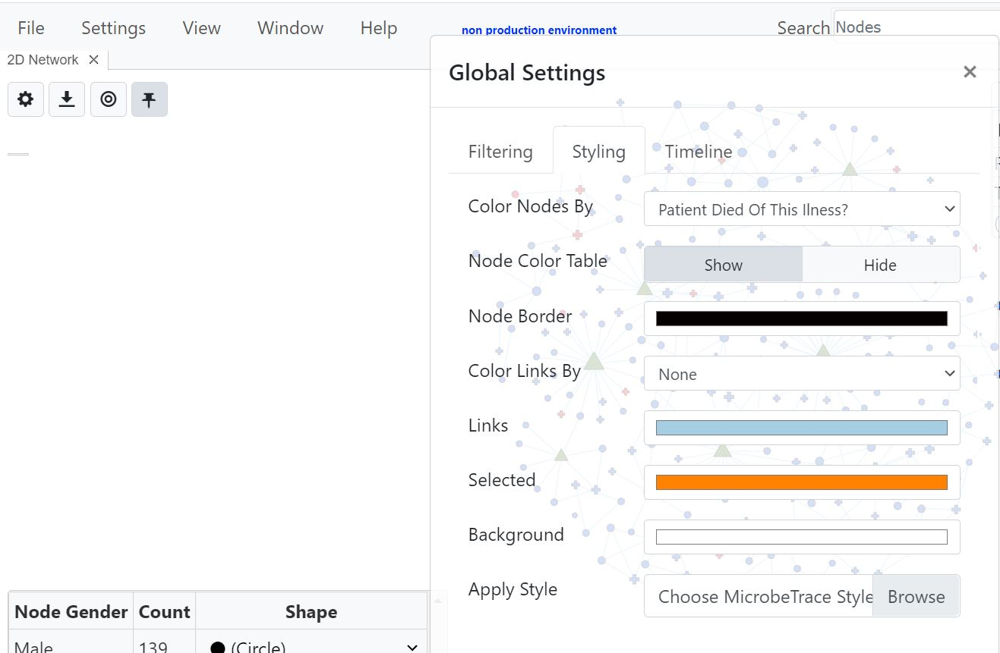 File Settings View Window Help non production environment Search Nodes
2D Network
Global Settings
Filtering Styling Timeline
Color Nodes By Patient Died Of This Ilness?
Node Color Table Show Hide
Node Border
Color Links By None
Links
Selected
Background
Apply Style Choose MicrobeTrace Style Browse
Node Gender Count Shape
Male 139 (Circle)